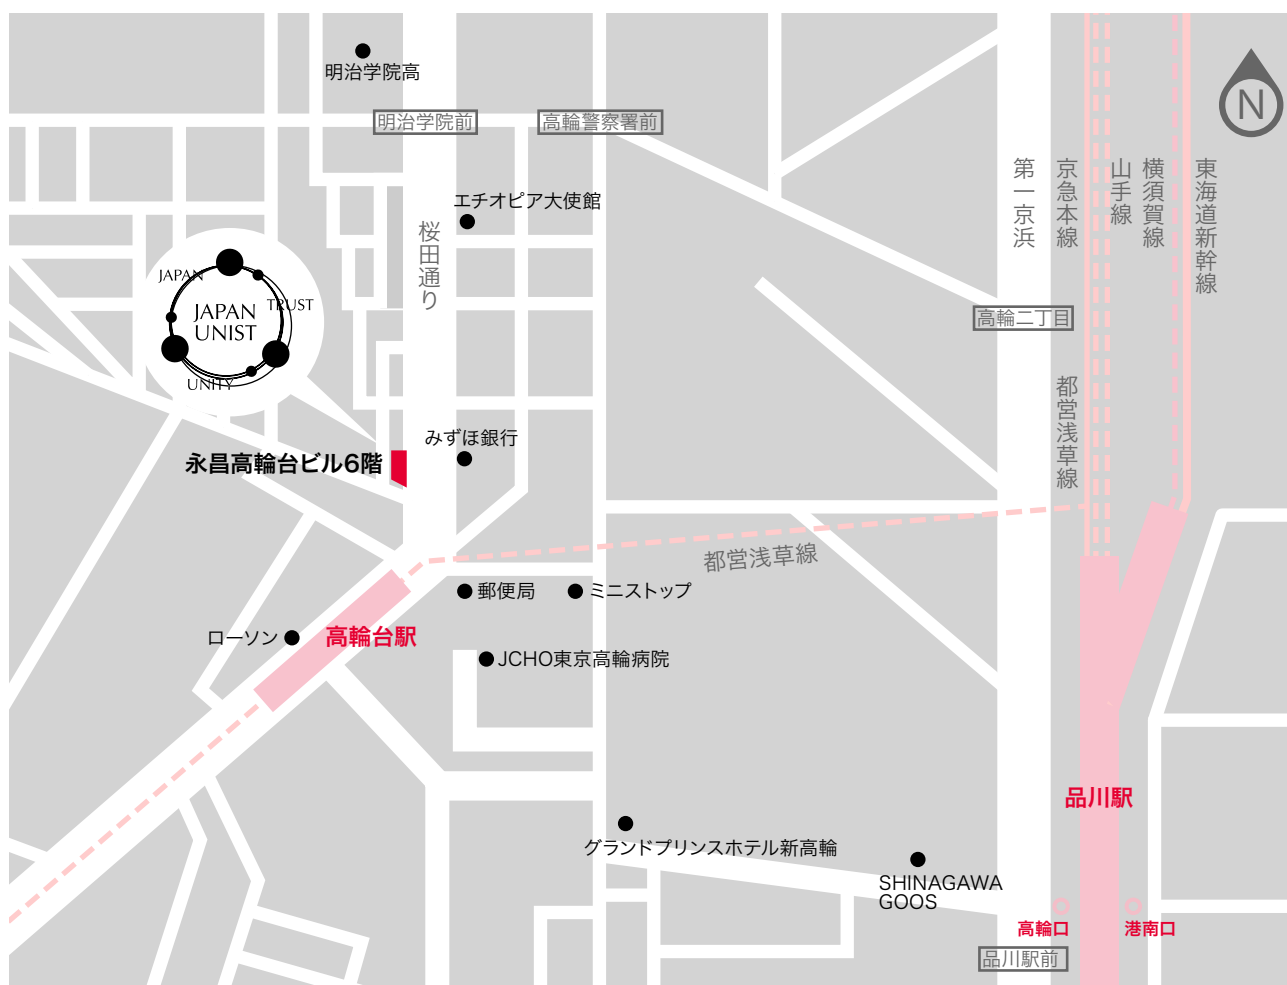 明治学院高
明治学院前
高輪警察署前
N
第一京浜
京急本線
山手線
横須賀線
東海道新幹線
エチオピア大使館
桜田通り
JAPAN
TRUST
JAPAN
UNIST
UNITY
高輪二丁目
都営浅草線
みずほ銀行
永昌高輪台ビル6階
都営浅草線
郵便局
ミニストップ
ローソン
高輪台駅
JCHO東京高輪病院
品川駅
グランドプリンスホテル新高輪
SHINAGAWA
GOOS
高輪口
港南口
品川駅前